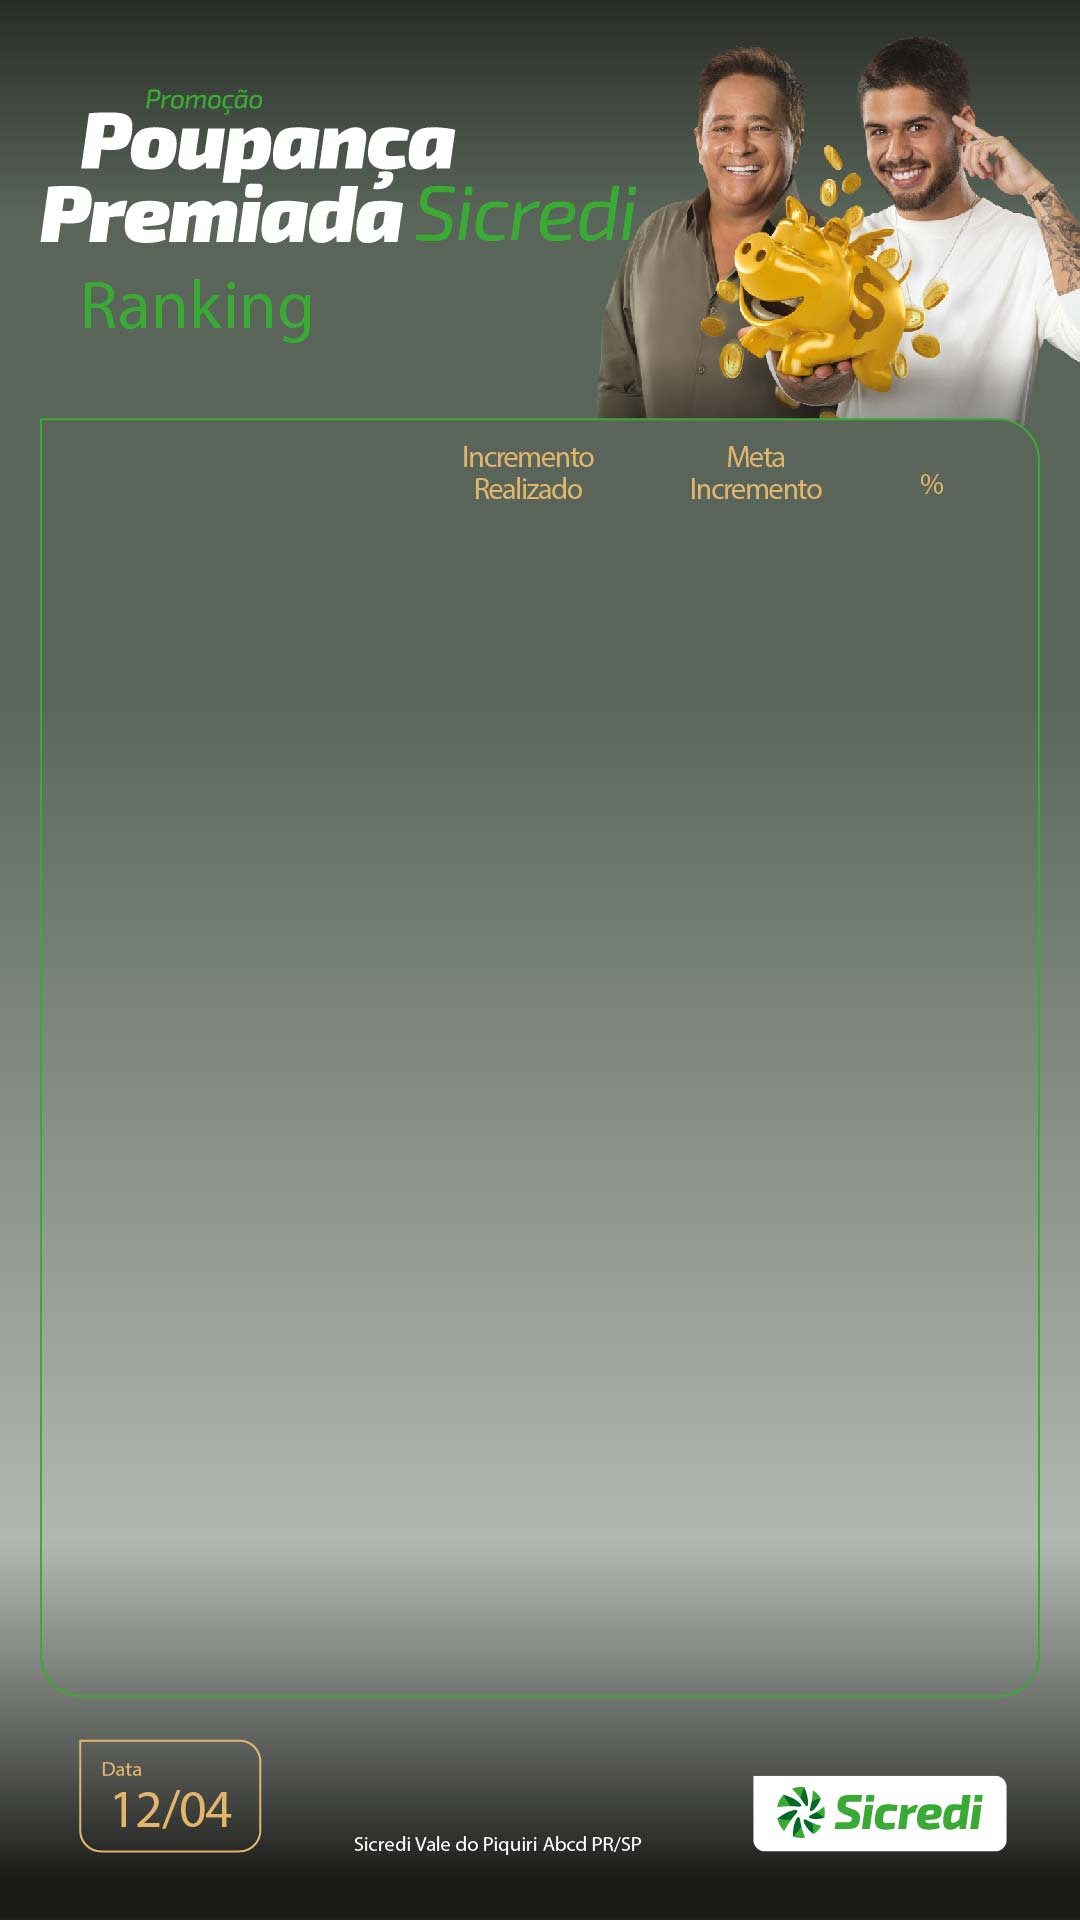 Promoção
Poupança
Premiada Sicredi
Ranking
$
Incremento Realizado
Meta Incremento
%
Data
12/04
Sicredi Vale do Piquiri Abcd PR/SP
Sicredi